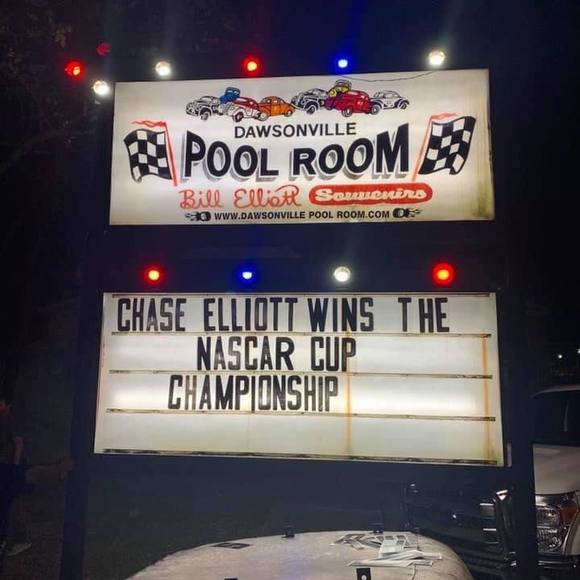 DAWSONVILLE
POOL ROOM
Bill Elliott Souvenirs
WWW.DAWSONVILLE POOL ROOM.COM
CHASE ELLIOTT WINS THE
NASCAR CUP
CHAMPIONSHIP